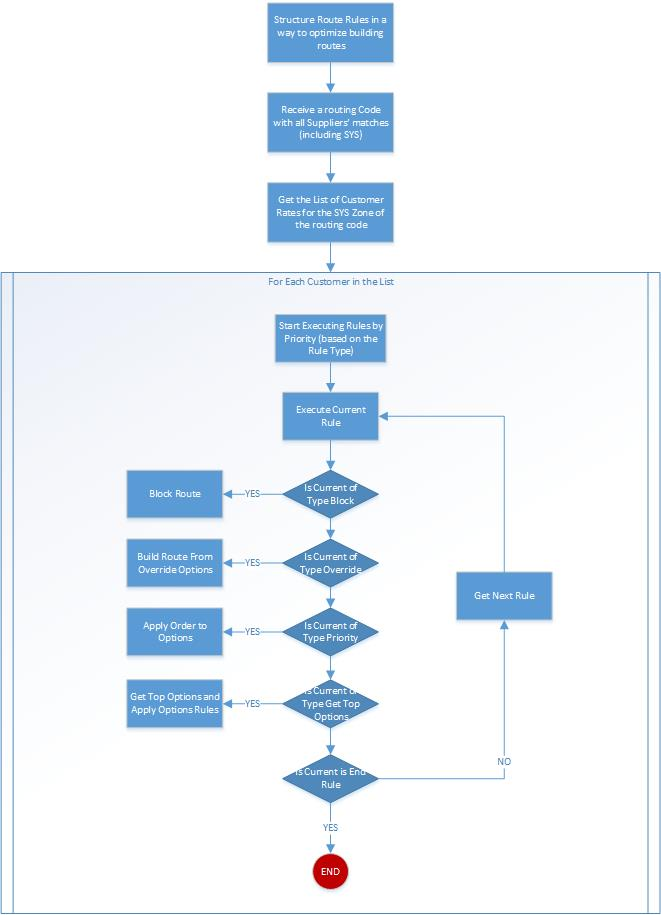 Structure Route Rules in a
way to optimize building
routes
Receive a routing Code
with all Suppliers' matches
(including SYS)
Get the List of Customer
Rates for the SYS Zone of
the routing code
For Each Customer in the List
Start Executing Rules by
Priority (based on the
Rule Type)
Execute Current
Rule
Is Current of
Type Block
YES
Block Route
Is Current of
Type Override
YES
Build Route From
Override Options
Get Next Rule
Is Current of
Type Priority
YES
Apply Order to
Options
Is Current of
Type Get Top
Options
YES
Get Top Options and
Apply Options Rules
Is Current is End
Rule
NO
YES
END